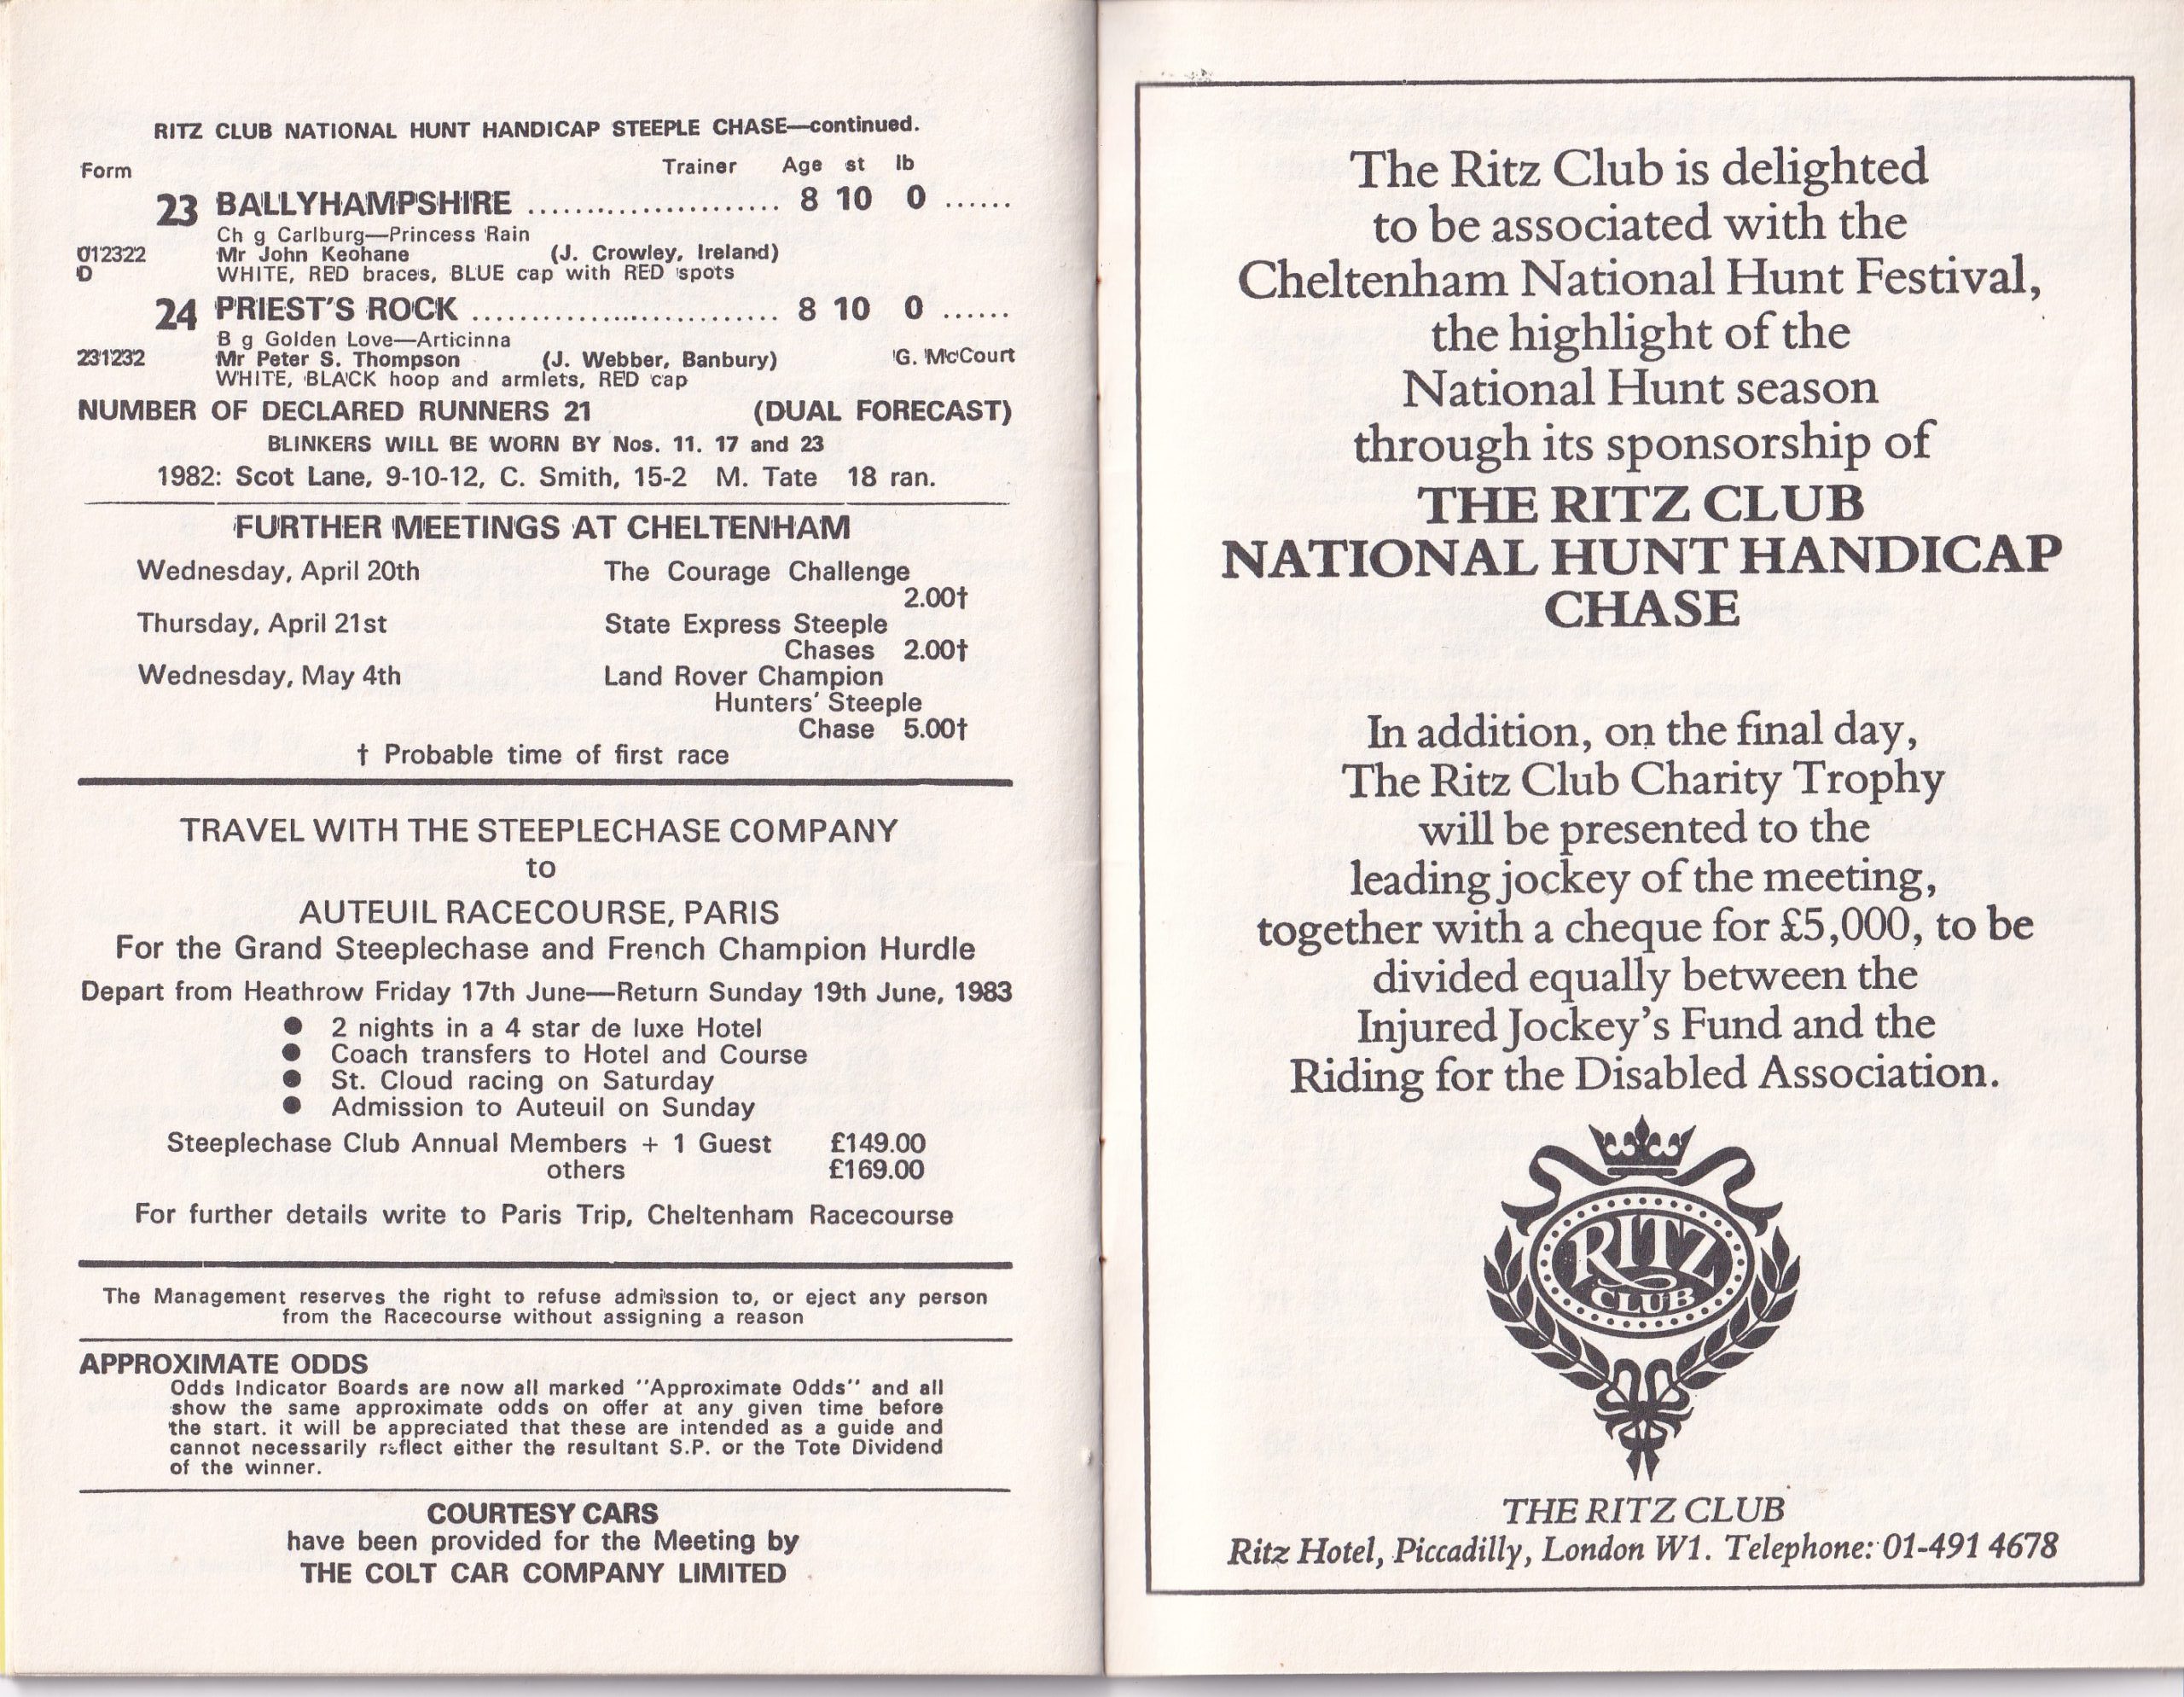 RITZ CLUB NATIONAL HUNT HANDICAP STEEPLE CHASE—continued.
Form Trainer Age st lb
23 BALLYHAMPSHIRE ........................ 8 10 0 ......
Ch g Carlburg—Princess Rain
012322 Mr John Keohane (J. Crowley, Ireland)
D WHITE, RED braces, BLUE cap with RED spots
24 PRIEST'S ROCK ............................. 8 10 0 ......
B g Golden Love—Articinna
231232 Mr Peter S. Thompson (J. Webber, Banbury) G. McCourt
WHITE, BLACK hoop and armlets, RED cap
NUMBER OF DECLARED RUNNERS 21 (DUAL FORECAST)
BLINKERS WILL BE WORN BY Nos. 11. 17 and 23
1982: Scot Lane, 9-10-12, C. Smith, 15-2 M. Tate 18 ran.
FURTHER MEETINGS AT CHELTENHAM
Wednesday, April 20th The Courage Challenge
2.00†
Thursday, April 21st State Express Steeple
Chases 2.00†
Wednesday, May 4th Land Rover Champion
Hunters' Steeple
Chase 5.00†
† Probable time of first race
TRAVEL WITH THE STEEPLECHASE COMPANY
to
AUTEUIL RACECOURSE, PARIS
For the Grand Steeplechase and French Champion Hurdle
Depart from Heathrow Friday 17th June—Return Sunday 19th June, 1983
● 2 nights in a 4 star de luxe Hotel
● Coach transfers to Hotel and Course
● St. Cloud racing on Saturday
● Admission to Auteuil on Sunday
Steeplechase Club Annual Members + 1 Guest £149.00
others £169.00
For further details write to Paris Trip, Cheltenham Racecourse
The Management reserves the right to refuse admission to, or eject any person
from the Racecourse without assigning a reason
APPROXIMATE ODDS
Odds Indicator Boards are now all marked "Approximate Odds" and all
show the same approximate odds on offer at any given time before
the start. it will be appreciated that these are intended as a guide and
cannot necessarily reflect either the resultant S.P. or the Tote Dividend
of the winner.
COURTESY CARS
have been provided for the Meeting by
THE COLT CAR COMPANY LIMITED
The Ritz Club is delighted
to be associated with the
Cheltenham National Hunt Festival,
the highlight of the
National Hunt season
through its sponsorship of
THE RITZ CLUB
NATIONAL HUNT HANDICAP
CHASE
In addition, on the final day,
The Ritz Club Charity Trophy
will be presented to the
leading jockey of the meeting,
together with a cheque for £5,000, to be
divided equally between the
Injured Jockey's Fund and the
Riding for the Disabled Association.
RITZ
CLUB
THE RITZ CLUB
Ritz Hotel, Piccadilly, London W1. Telephone: 01-491 4678